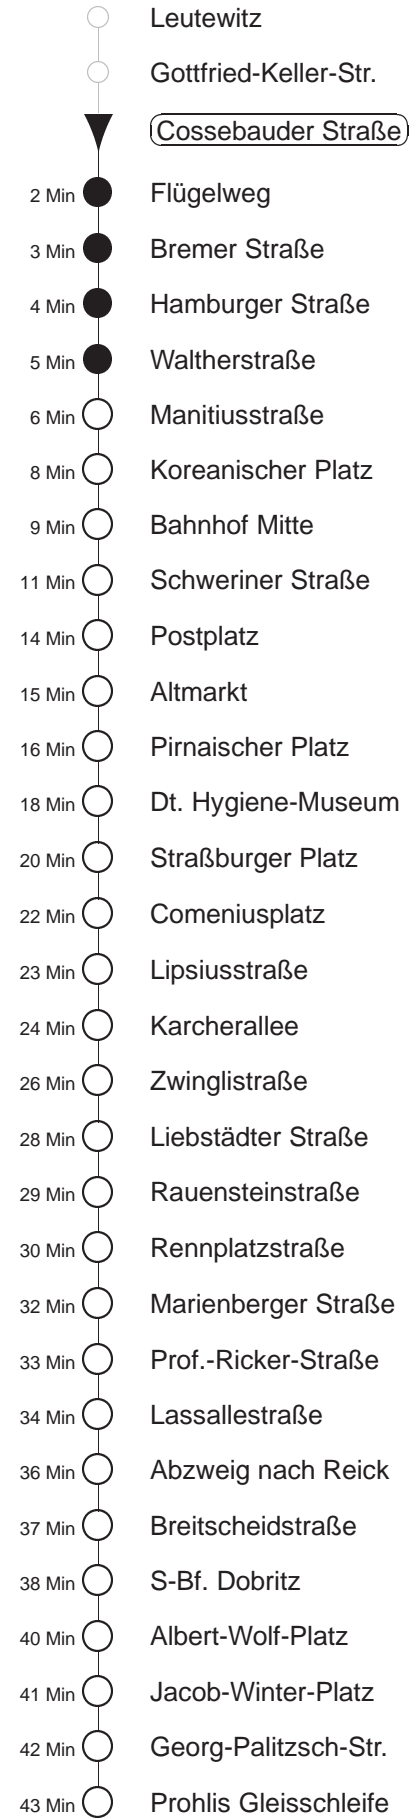 Leutewitz
Gottfried-Keller-Str.
Cossebauder Straße
2 Min Flügelweg
3 Min Bremer Straße
4 Min Hamburger Straße
5 Min Waltherstraße
6 Min Manitiusstraße
8 Min Koreanischer Platz
9 Min Bahnhof Mitte
11 Min Schweriner Straße
14 Min Postplatz
15 Min Altmarkt
16 Min Pirnaischer Platz
18 Min Dt. Hygiene-Museum
20 Min Straßburger Platz
22 Min Comeniusplatz
23 Min Lipsiusstraße
24 Min Karcherallee
26 Min Zwinglistraße
28 Min Liebstädter Straße
29 Min Rauensteinstraße
30 Min Rennplatzstraße
32 Min Marienberger Straße
33 Min Prof.-Ricker-Straße
34 Min Lassallestraße
36 Min Abzweig nach Reick
37 Min Breitscheidstraße
38 Min S-Bf. Dobritz
40 Min Albert-Wolf-Platz
41 Min Jacob-Winter-Platz
42 Min Georg-Palitzsch-Str.
43 Min Prohlis Gleisschleife